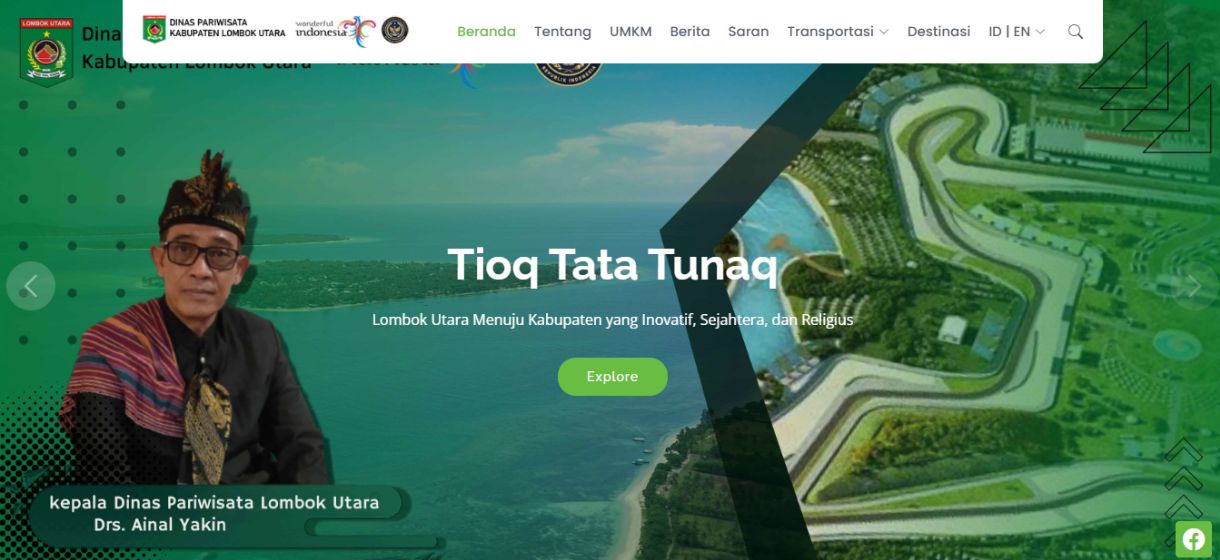 LOMBOK UTARA
Dina
Kabupaten Lombok Utara
DINAS PARIWISATA
KABUPATEN LOMBOK UTARA
wonderful
indonesia
Beranda
Tentang
UMKM
Berita
Saran
Transportasi
Destinasi
ID | EN
REPUBLIK INDONESIA
Tioq Tata Tunaq
Lombok Utara Menuju Kabupaten yang Inovatif, Sejahtera, dan Religius
Explore
kepala Dinas Pariwisata Lombok Utara
Drs. Ainal Yakin